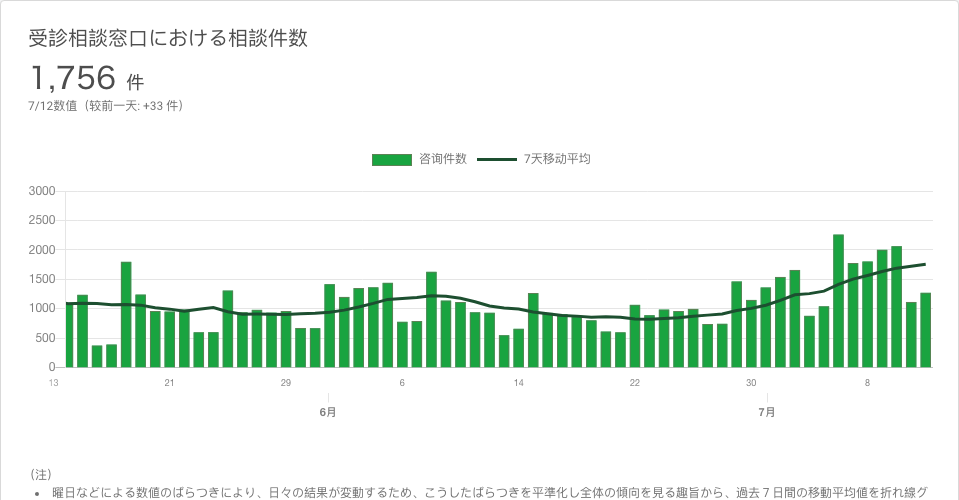 受診相談窓口における相談件数
1,756 件
7/12数值（较前一天: +33 件）
咨询件数 7天移动平均
3000
2500
2000
1500
1000
500
0
13 21 29 6 14 22 30 8
6月 7月
（注）
• 曜日などによる数値のばらつきにより、日々の結果が変動するため、こうしたばらつきを平準化し全体の傾向を見る趣旨から、過去７日間の移動平均値を折れ線グ